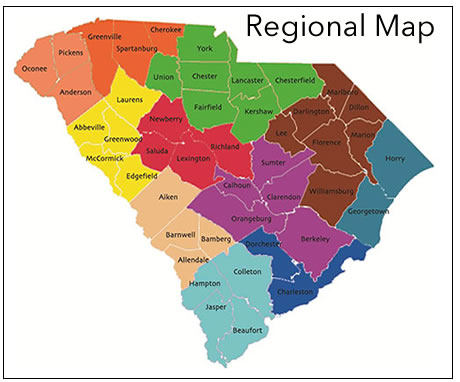 Regional Map
Cherokee
Greenville
York
Pickens
Spartanburg
Oconee
Union
Chester
Lancaster
Chesterfield
Anderson
Marlboro
Laurens
Fairfield
Kershaw
Darlington
Dillon
Abbeville
Newberry
Greenwood
Lee
Marion
Florence
Richland
McCormick
Saluda
Lexington
Sumter
Horry
Edgefield
Calhoun
Clarendon
Williamsburg
Aiken
Georgetown
Orangeburg
Barnwell
Bamberg
Dorchester
Berkeley
Allendale
Colleton
Hampton
Charleston
Jasper
Beaufort